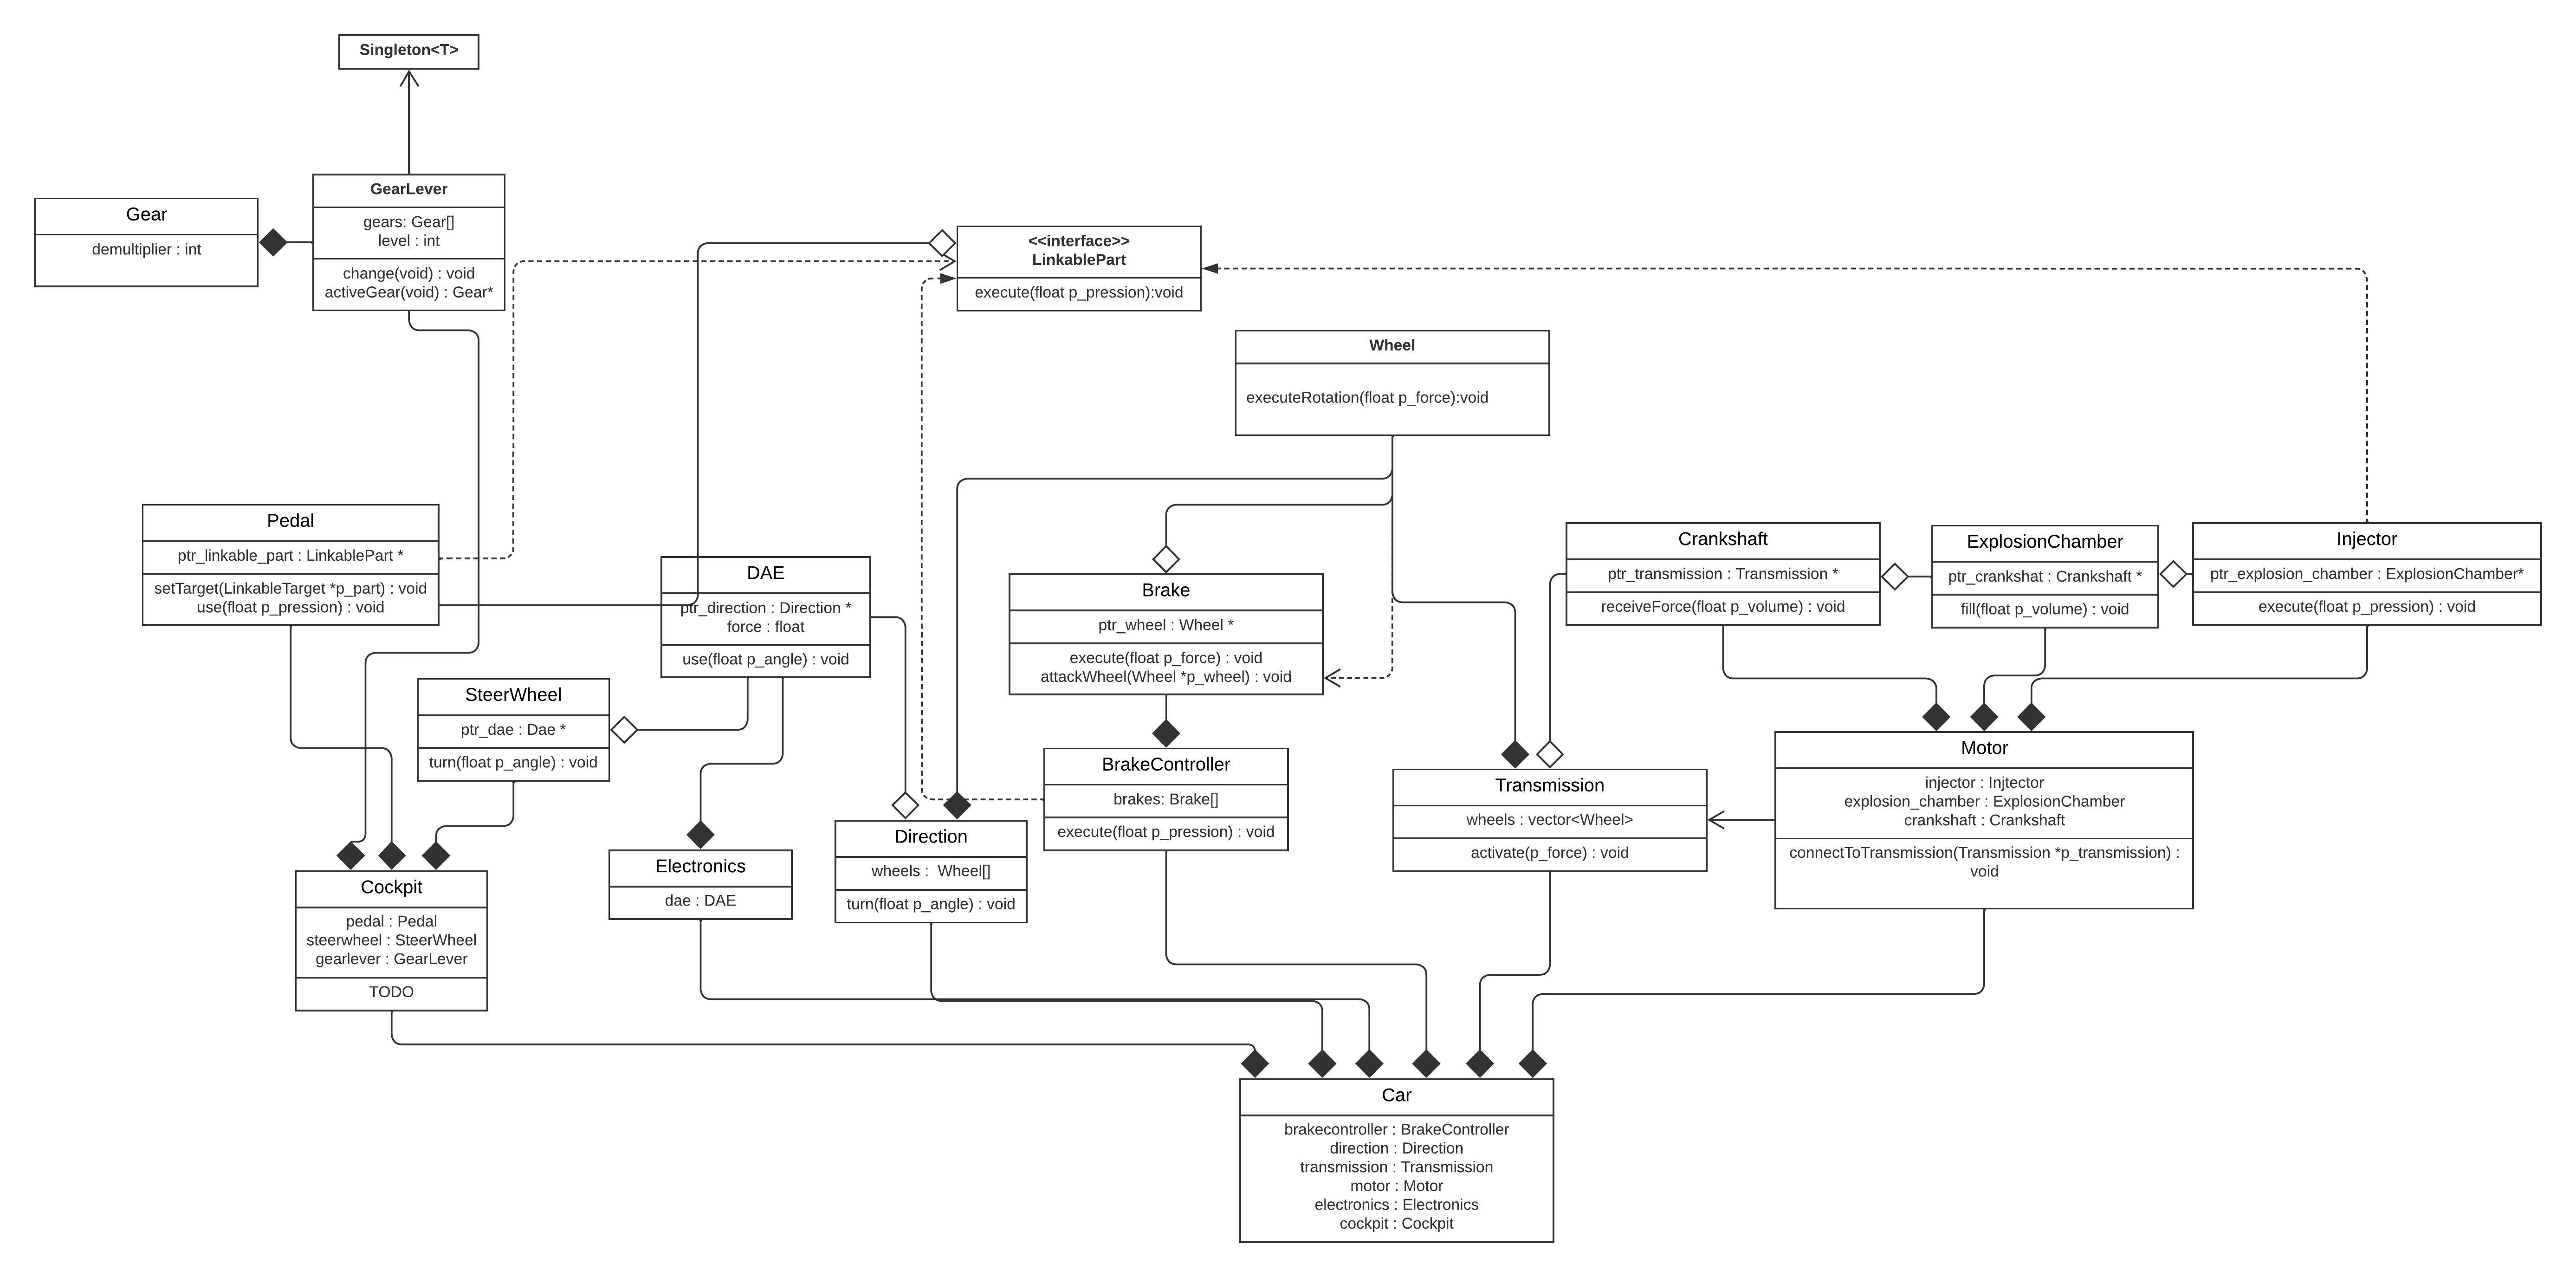 Singleton<T>
GearLever
gears: Gear[]
level : int
change(void) : void
activeGear(void) : Gear*
Gear
demultiplier : int
<<interface>>
LinkablePart
execute(float p_pression):void
Wheel
executeRotation(float p_force):void
Pedal
ptr_linkable_part : LinkablePart *
setTarget(LinkableTarget *p_part) : void
use(float p_pression) : void
DAE
ptr_direction : Direction *
force : float
use(float p_angle) : void
Brake
ptr_wheel : Wheel *
execute(float p_force) : void
attackWheel(Wheel *p_wheel) : void
Crankshaft
ptr_transmission : Transmission *
receiveForce(float p_volume) : void
ExplosionChamber
ptr_crankshat : Crankshaft *
fill(float p_volume) : void
Injector
ptr_explosion_chamber : ExplosionChamber*
execute(float p_pression) : void
SteerWheel
ptr_dae : Dae *
turn(float p_angle) : void
BrakeController
brakes: Brake[]
execute(float p_pression) : void
Transmission
wheels : vector<Wheel>
activate(p_force) : void
Motor
injector : Injtector
explosion_chamber : ExplosionChamber
crankshaft : Crankshaft
connectToTransmission(Transmission *p_transmission) :
void
Cockpit
pedal : Pedal
steerwheel : SteerWheel
gearlever : GearLever
TODO
Electronics
dae : DAE
Direction
wheels :  Wheel[]
turn(float p_angle) : void
Car
brakecontroller : BrakeController
direction : Direction
transmission : Transmission
motor : Motor
electronics : Electronics
cockpit : Cockpit